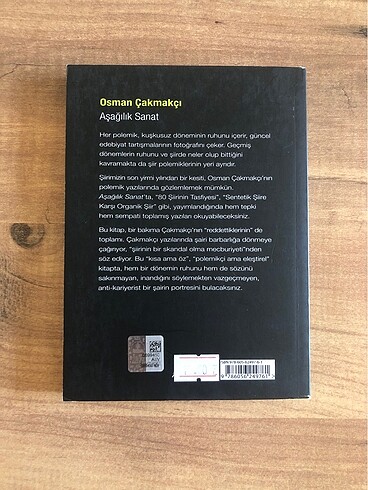 Osman Çakmakçı
Aşağılık Sanat
Her polemik, kuşkusuz döneminin ruhunu içerir, güncel
edebiyat tartışmalarının fotoğrafını çeker. Geçmiş
dönemlerin ruhunu ve şiirde neler olup bittiğini
kavramakta da şiir polemiklerinin yeri ayrıdır.
Şiirimizin son yirmi yılından bir kesti, Osman Çakmakçı'nın
polemik yazılarında gözlemlemek mümkün.
Aşağılık Sanat'ta, "80 Şiirinin Tasfiyesi", "Sentetik Şiire
Karşı Organik Şiir" gibi, yayımlandığında hem tepki
hem sempati toplamış yazıları okuyabileceksiniz.
Bu kitap, bir bakıma Çakmakçı'nın "reddettiklerinin" de
toplamı. Çakmakçı yazılarında şairi barbarlığa dönmeye
çağırıyor, "şiirinin bir skandal olma mecburiyeti"nden
söz ediyor. Bu "kısa ama öz", "polemikçi ama eleştirel"
kitapta, hem bir dönemin ruhunu hem de sözünü
sakınmayan, inandığını söylemekten vazgeçmeyen,
anti-kariyerist bir şairin portresini bulacaksınız.